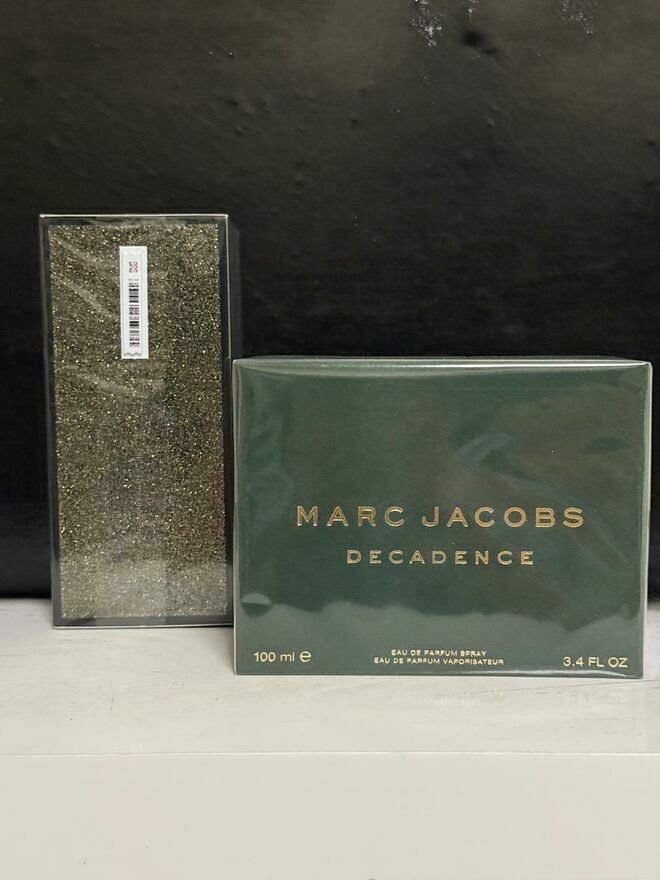 MARC JACOBS
DECADENCE
100 ml e
EAU DE PARFUM SPRAY
EAU DE PARFUM VAPORISATEUR
3.4 FL OZ